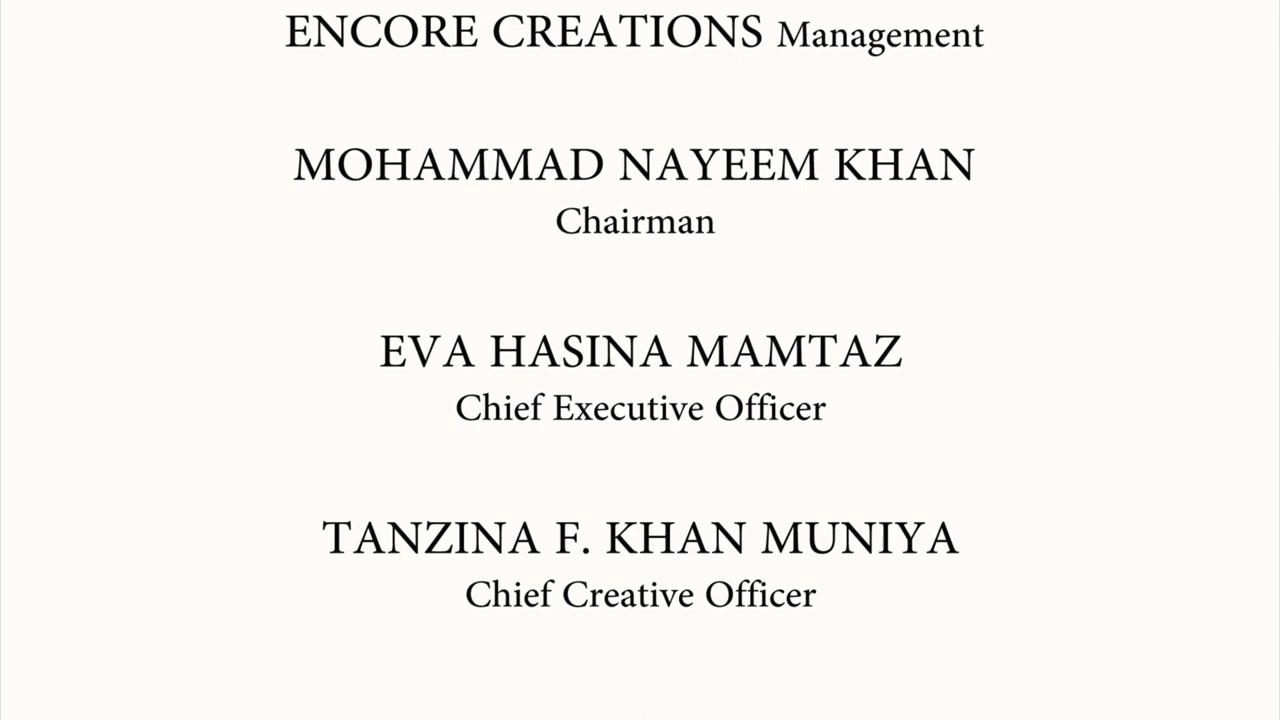 ENCORE CREATIONS Management
MOHAMMAD NAYEEM KHAN
Chairman
EVA HASINA MAMTAZ
Chief Executive Officer
TANZINA F. KHAN MUNIYA
Chief Creative Officer